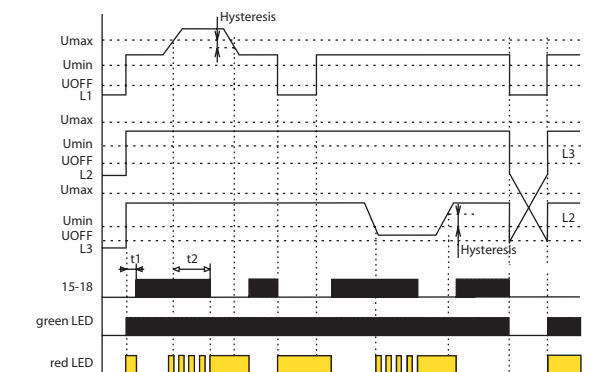 Hysteresis
Umax
Umin
UOFF
L1
Umax
Umin
UOFF
L2
L3
Umax
Umin
UOFF
L3
L2
Hysteresis
t1
t2
15-18
green LED
red LED